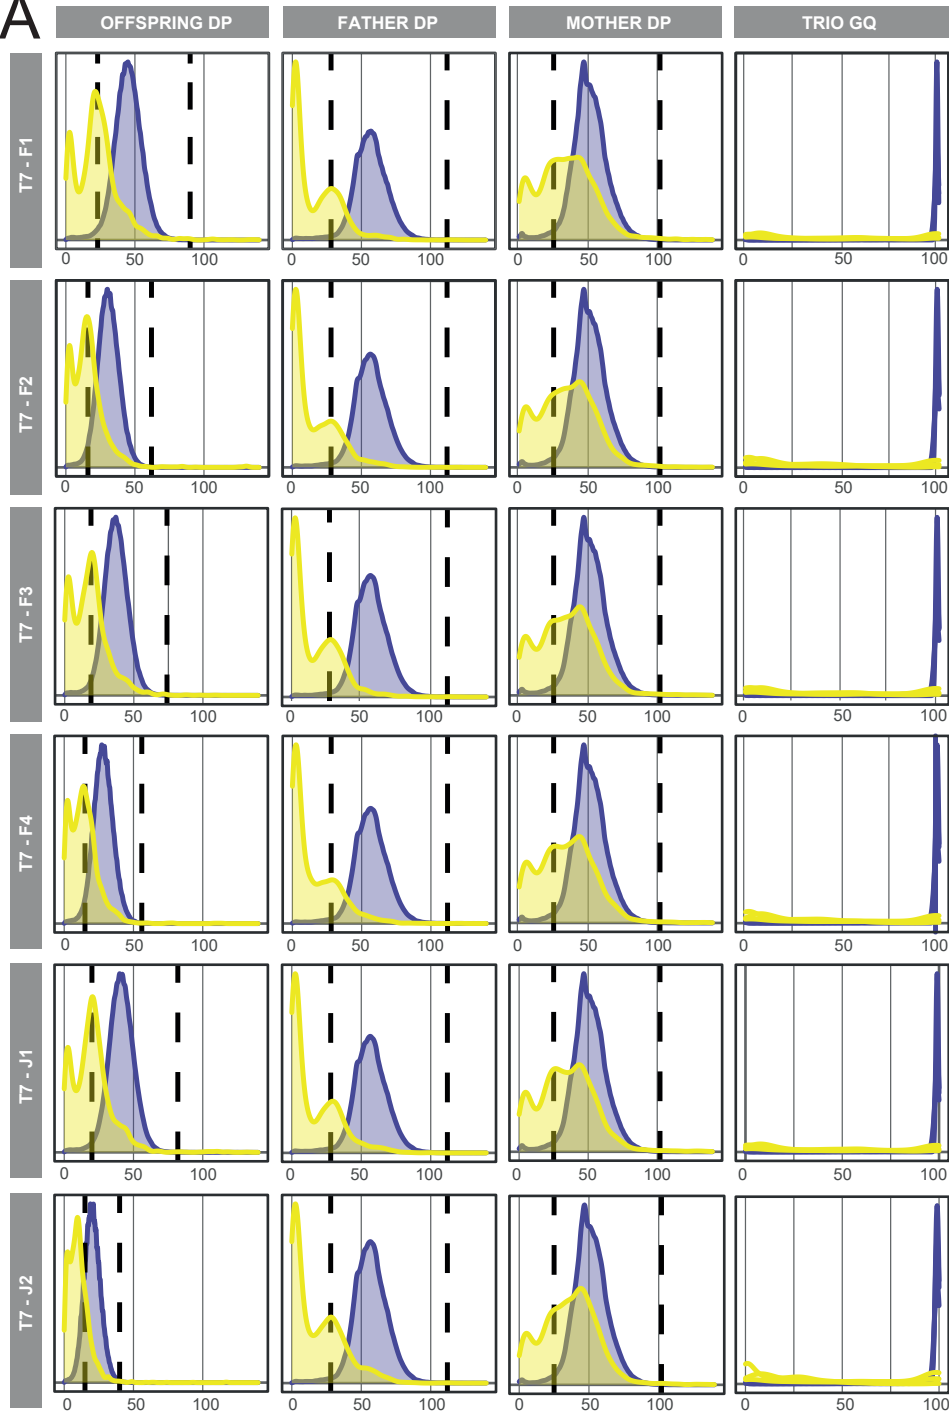 A
OFFSPRING DP FATHER DP MOTHER DP TRIO GQ
T7 - F1
0 50 100 0 50 100 0 50 100 0 50 100
T7 - F2
0 50 100 0 50 100 0 50 100 0 50 100
T7 - F3
0 50 100 0 50 100 0 50 100 0 50 100
T7 - F4
0 50 100 0 50 100 0 50 100 0 50 100
T7 - J1
0 50 100 0 50 100 0 50 100 0 50 100
T7 - J2
0 50 100 0 50 100 0 50 100 0 50 100